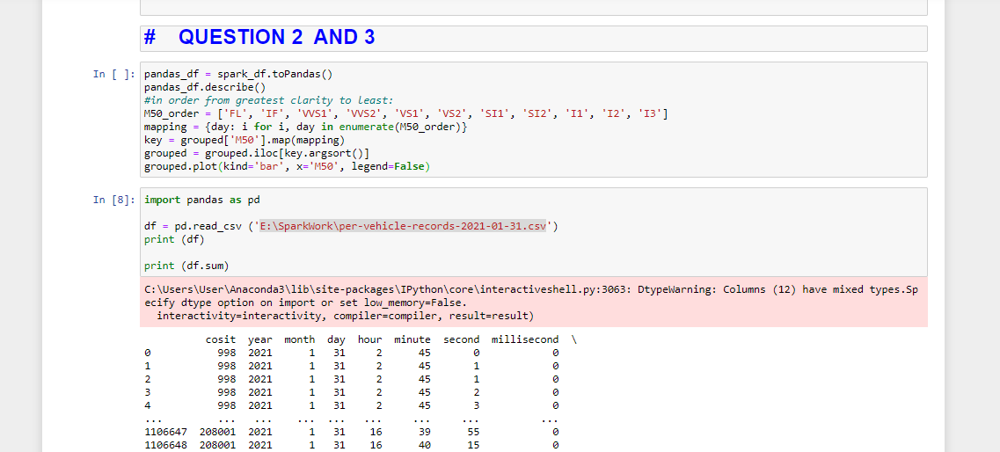 #    QUESTION 2  AND 3
In [ ]: pandas_df = spark_df.toPandas()
pandas_df.describe()
#in order from greatest clarity to least:
M50_order = ['FL', 'IF', 'VVS1', 'VVS2', 'VS1', 'VS2', 'SI1', 'SI2', 'I1', 'I2', 'I3']
mapping = {day: i for i, day in enumerate(M50_order)}
key = grouped['M50'].map(mapping)
grouped = grouped.iloc[key.argsort()]
grouped.plot(kind='bar', x='M50', legend=False)
In [8]: import pandas as pd
df = pd.read_csv ('E:\SparkWork\per-vehicle-records-2021-01-31.csv')
print (df)
print (df.sum)
C:\Users\User\Anaconda3\lib\site-packages\IPython\core\interactiveshell.py:3063: DtypeWarning: Columns (12) have mixed types.Sp
ecify dtype option on import or set low_memory=False.
  interactivity=interactivity, compiler=compiler, result=result)
          cosit  year  month  day  hour  minute  second  millisecond  \
0           998  2021      1   31     2      45       0            0
1           998  2021      1   31     2      45       1            0
2           998  2021      1   31     2      45       1            0
3           998  2021      1   31     2      45       2            0
4           998  2021      1   31     2      45       3            0
...         ...   ...    ...  ...   ...     ...     ...          ...
1106647  208001  2021      1   31    16      39      55            0
1106648  208001  2021      1   31    16      40      15            0